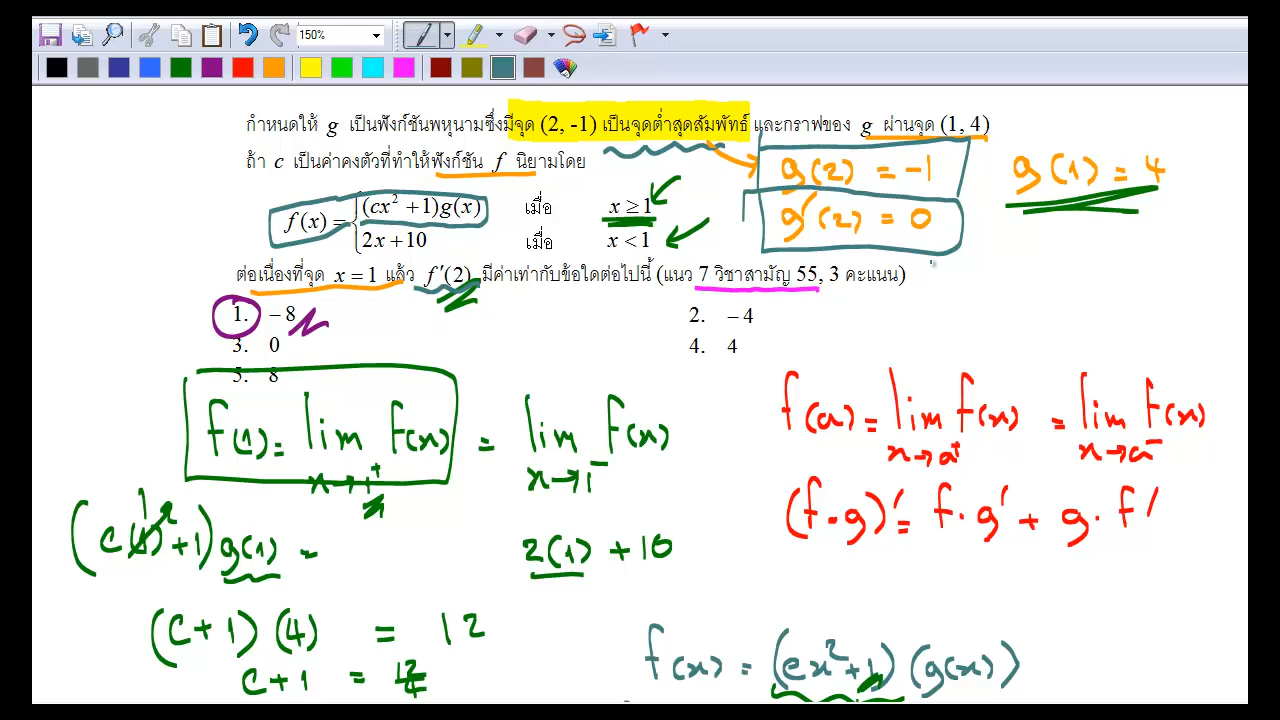 150%
กำหนดให้ g เป็นฟังก์ชันพหุนามซึ่งมีจุด (2, -1) เป็นจุดต่ำสุดสัมพัทธ์ และกราฟของ g ผ่านจุด (1, 4)
ถ้า c เป็นค่าคงตัวที่ทำให้ฟังก์ชัน f นิยามโดย
g(2) = -1
g(1) = 4
f(x) = { (cx² +1)g(x) เมื่อ x ≥ 1
2x +10 เมื่อ x < 1
g'(2) = 0
ต่อเนื่องที่จุด x = 1 แล้ว f'(2) มีค่าเท่ากับข้อใดต่อไปนี้ (แนว 7 วิชาสามัญ 55, 3 คะแนน)
1. – 8 2. – 4
3. 0 4. 4
5. 8
f(1) = lim x→1⁺ f(x) = lim x→1⁻ f(x)
f(a) = lim x→a⁺ f(x) = lim x→a⁻ f(x)
(f·g)' = f·g' + g·f'
(c(1)²+1) g(1) = 2(1) + 10
(c+1)(4) = 12
f(x) = (cx²+1)(g(x))
c+1 = 12/4